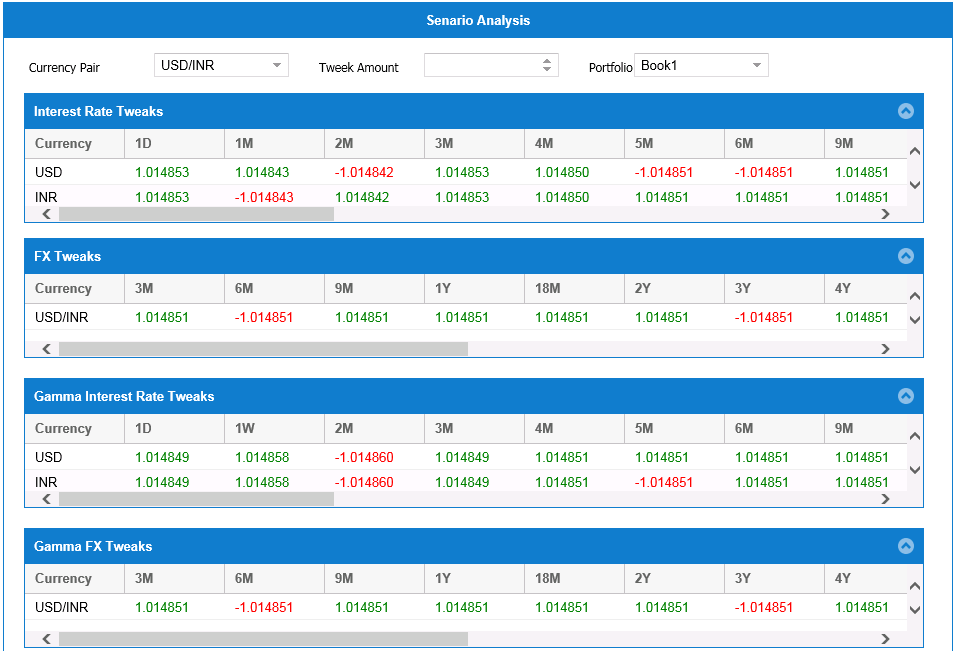 Senario Analysis
Currency Pair USD/INR Tweek Amount Portfolio Book1
Interest Rate Tweaks
Currency 1D 1M 2M 3M 4M 5M 6M 9M
USD 1.014853 1.014843 -1.014842 1.014853 1.014850 -1.014851 -1.014851 1.014851
INR 1.014853 -1.014843 1.014842 1.014853 1.014850 1.014851 1.014851 1.014851
FX Tweaks
Currency 3M 6M 9M 1Y 18M 2Y 3Y 4Y
USD/INR 1.014851 -1.014851 1.014851 1.014851 1.014851 1.014851 -1.014851 1.014851
Gamma Interest Rate Tweaks
Currency 1D 1W 2M 3M 4M 5M 6M 9M
USD 1.014849 1.014858 -1.014860 1.014849 1.014851 1.014851 1.014851 1.014851
INR 1.014849 1.014858 -1.014860 1.014849 1.014851 -1.014851 1.014851 1.014851
Gamma FX Tweaks
Currency 3M 6M 9M 1Y 18M 2Y 3Y 4Y
USD/INR 1.014851 -1.014851 1.014851 1.014851 1.014851 1.014851 -1.014851 1.014851